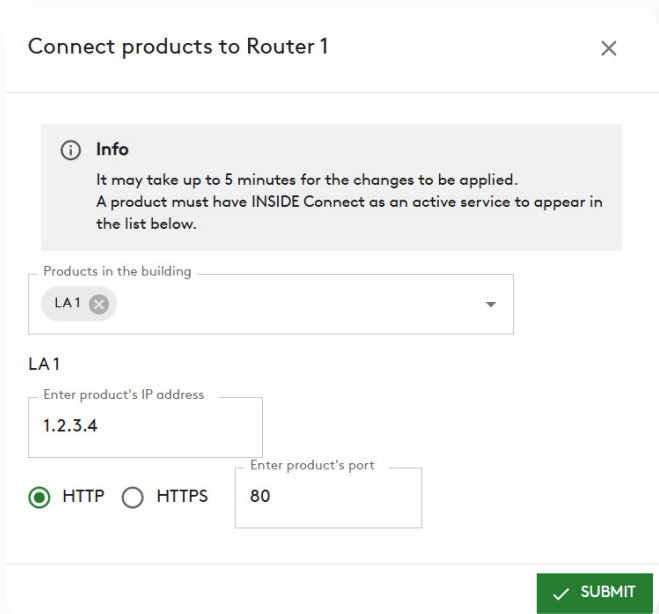 Connect products to Router 1
Info
It may take up to 5 minutes for the changes to be applied.
A product must have INSIDE Connect as an active service to appear in
the list below.
Products in the building
LA 1
LA 1
Enter product's IP address
1.2.3.4
Enter product's port
HTTP HTTPS 80
SUBMIT